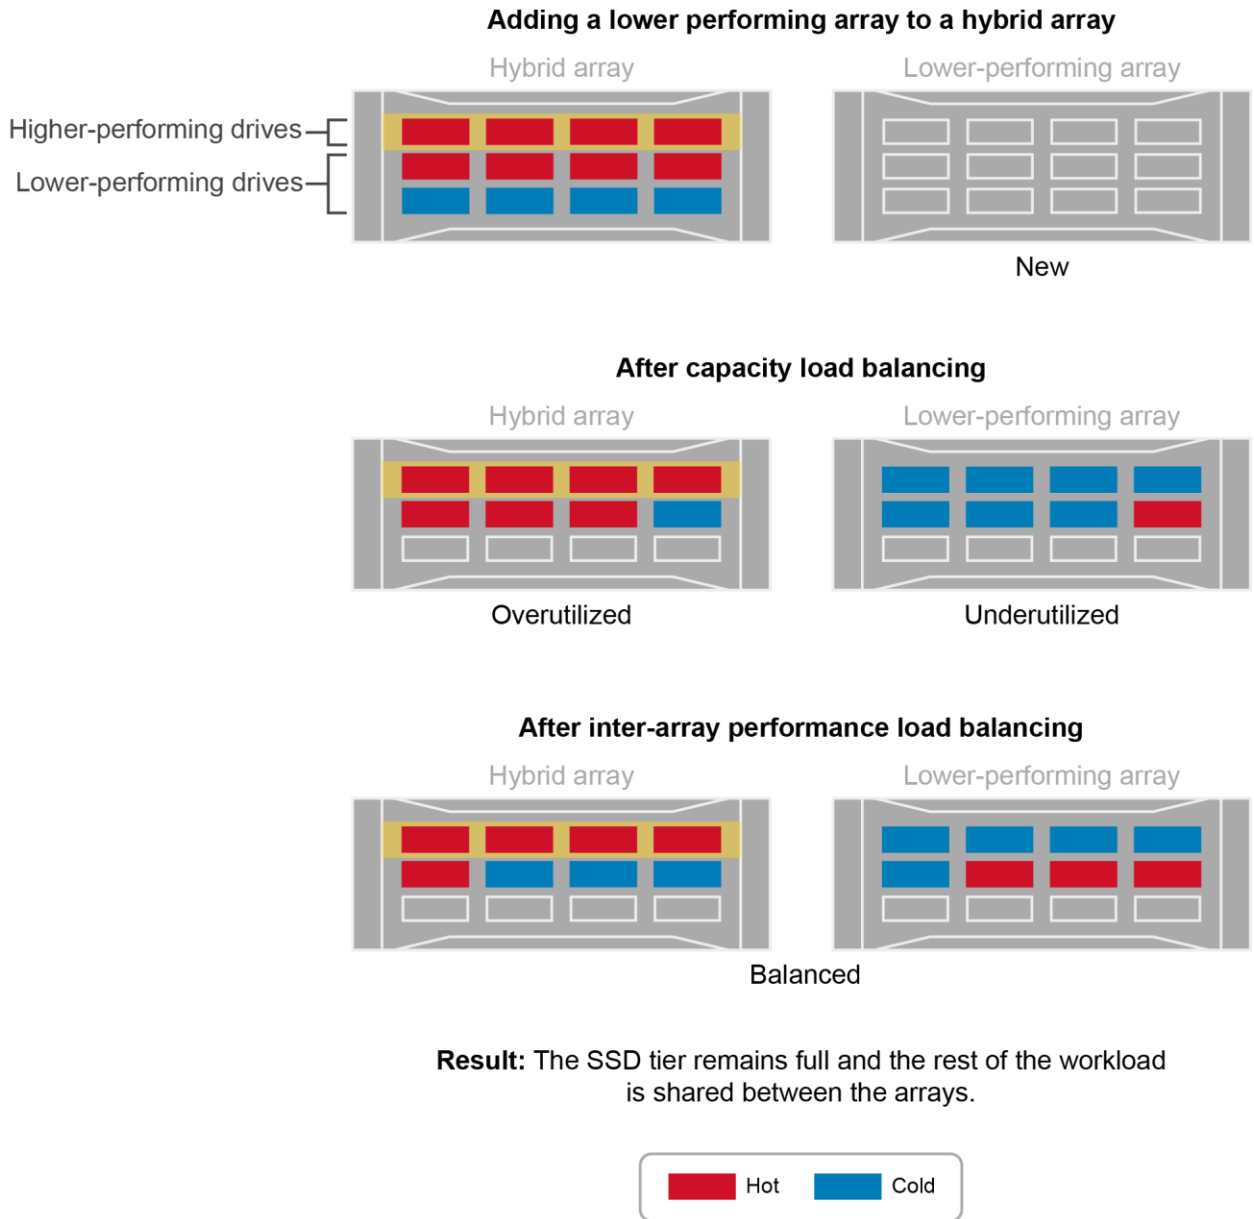 Adding a lower performing array to a hybrid array
Hybrid array
Lower-performing array
Higher-performing drives
Lower-performing drives
New
After capacity load balancing
Hybrid array
Lower-performing array
Overutilized
Underutilized
After inter-array performance load balancing
Hybrid array
Lower-performing array
Balanced
Result: The SSD tier remains full and the rest of the workload
is shared between the arrays.
Hot
Cold